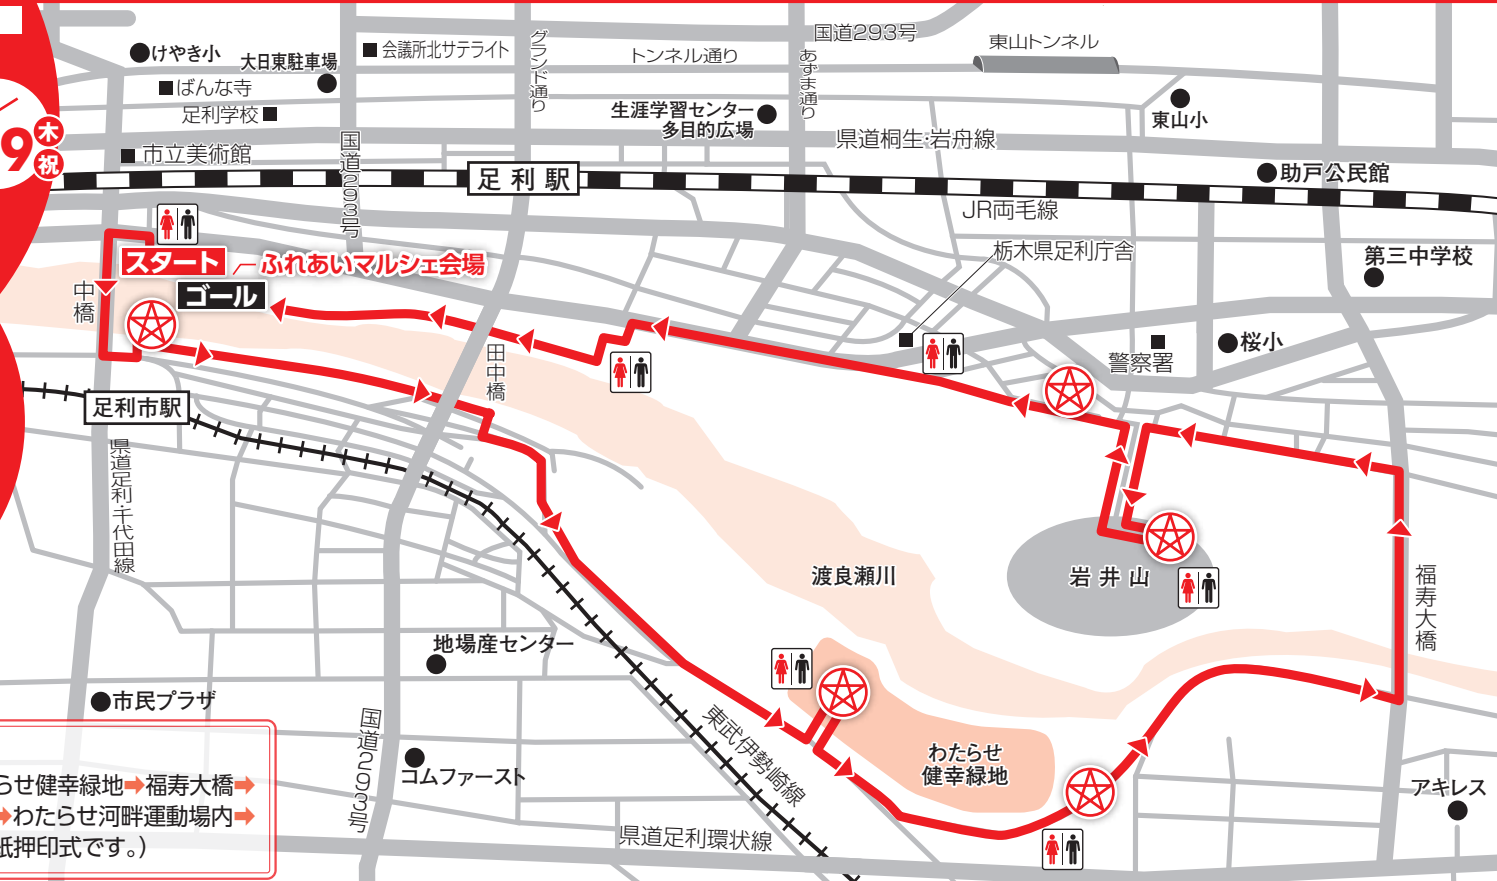 9
木
祝
けやき小
大日東駐車場
会議所北サテライト
グランド通り
トンネル通り
国道293号
あずま通り
東山トンネル
ばんな寺
足利学校
市立美術館
国道293号
生涯学習センター
多目的広場
県道桐生・岩舟線
東山小
助戸公民館
足利駅
JR両毛線
栃木県足利庁舎
第三中学校
スタート
ふれあいマルシェ会場
ゴール
中橋
田中橋
警察署
桜小
足利市駅
県道足利・千代田線
渡良瀬川
岩井山
福寿大橋
地場産センター
市民プラザ
国道293号
コムファースト
東武伊勢崎線
わたらせ
健幸緑地
アキレス
県道足利環状線
らせ健幸緑地➡福寿大橋➡
➡わたらせ河畔運動場内➡
紙押印式です。)